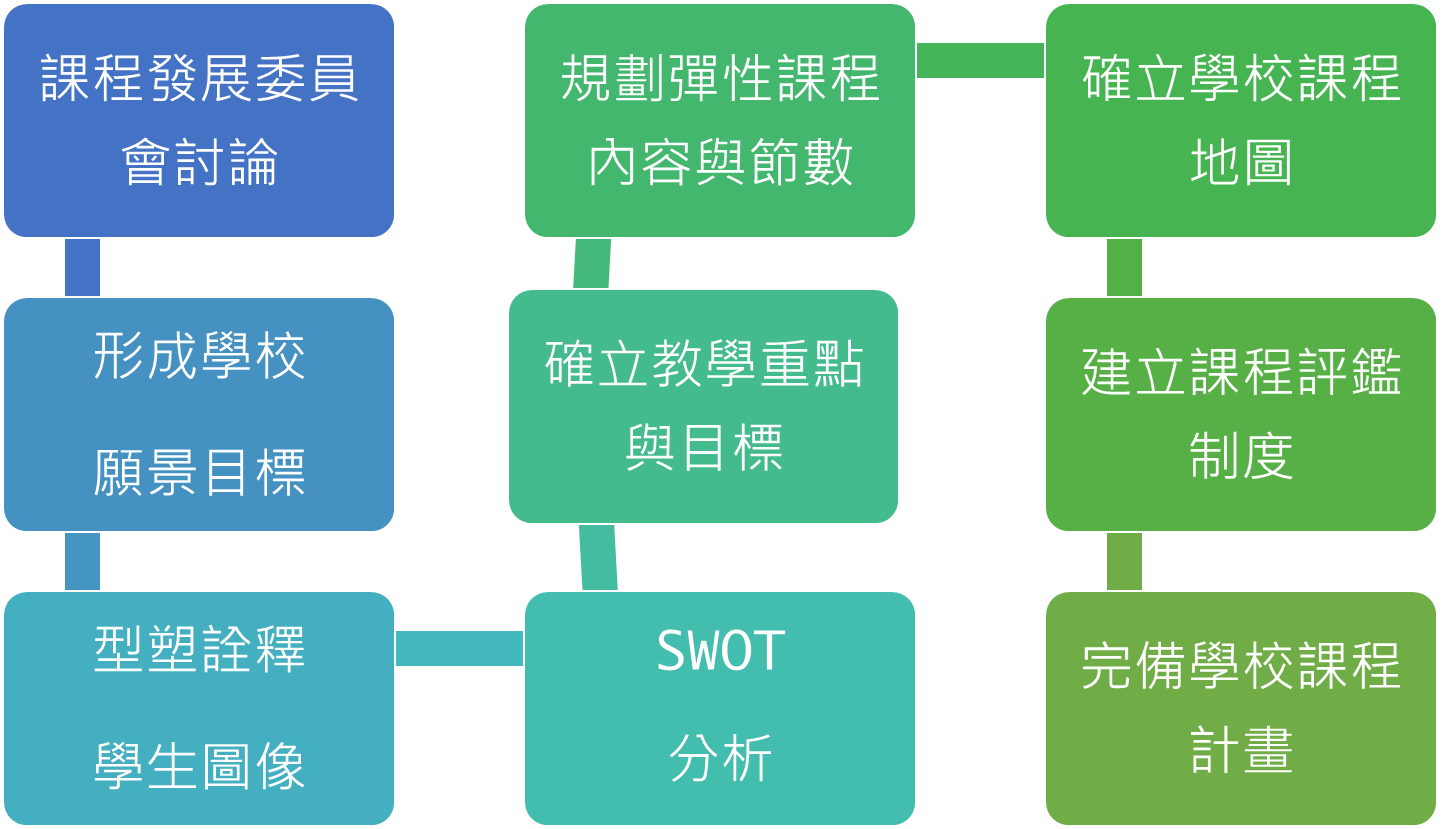 課程發展委員
會討論
形成學校
願景目標
型塑詮釋
學生圖像
SWOT
分析
確立教學重點
與目標
規劃彈性課程
內容與節數
確立學校課程
地圖
建立課程評鑑
制度
完備學校課程
計畫